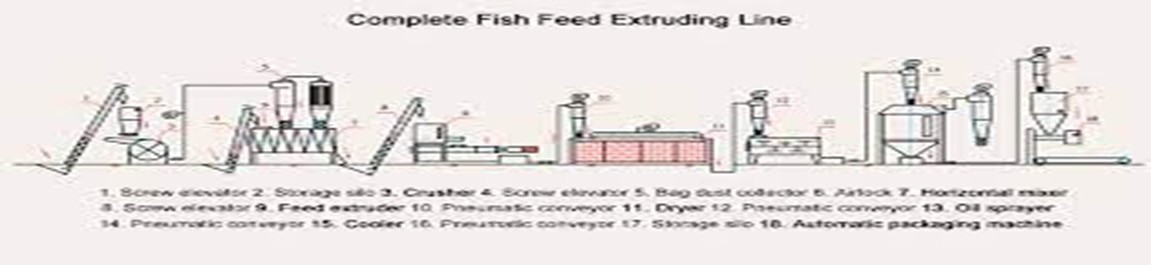 Complete Fish Feed Extruding Line
1. Screw elevator 2. Storage silo 3. Crusher 4. Screw elevator 5. Bag dust collector 6. Airlock 7. Horizontal mixer
8. Screw elevator 9. Feed extruder 10. Pneumatic conveyor 11. Dryer 12. Pneumatic conveyor 13. Oil sprayer
14. Pneumatic conveyor 15. Cooler 16. Pneumatic conveyor 17. Storage silo 18. Automatic packaging machine